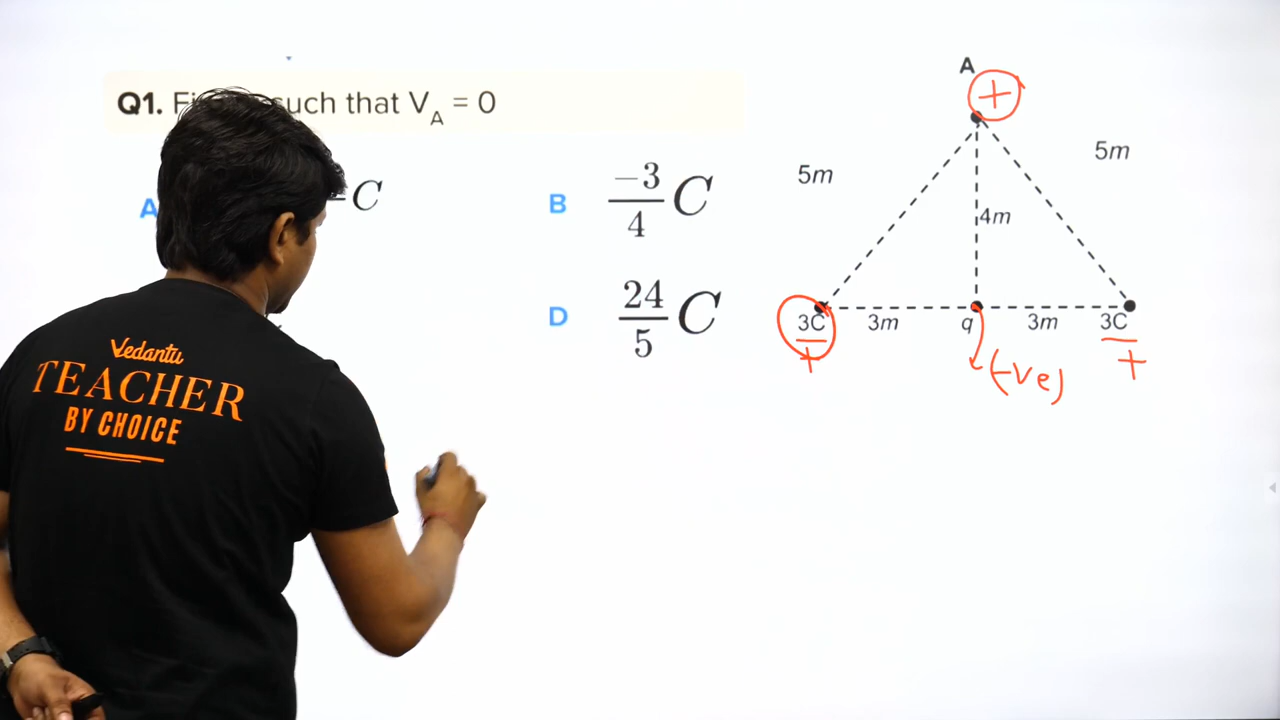 Q1. F such that V_A = 0
A
C
B -3/4 C
D 24/5 C
A
+
5m
5m
4m
3C 3m q 3m 3C
+ (-ve) +
Vedantu
TEACHER
BY CHOICE